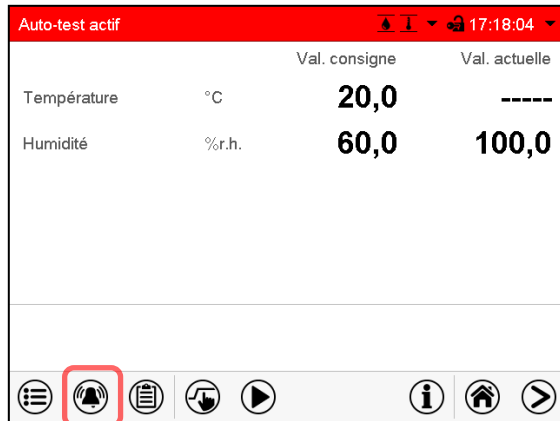 Auto-test actif 17:18:04
Val. consigne Val. actuelle
Température °C 20,0 -----
Humidité %r.h. 60,0 100,0